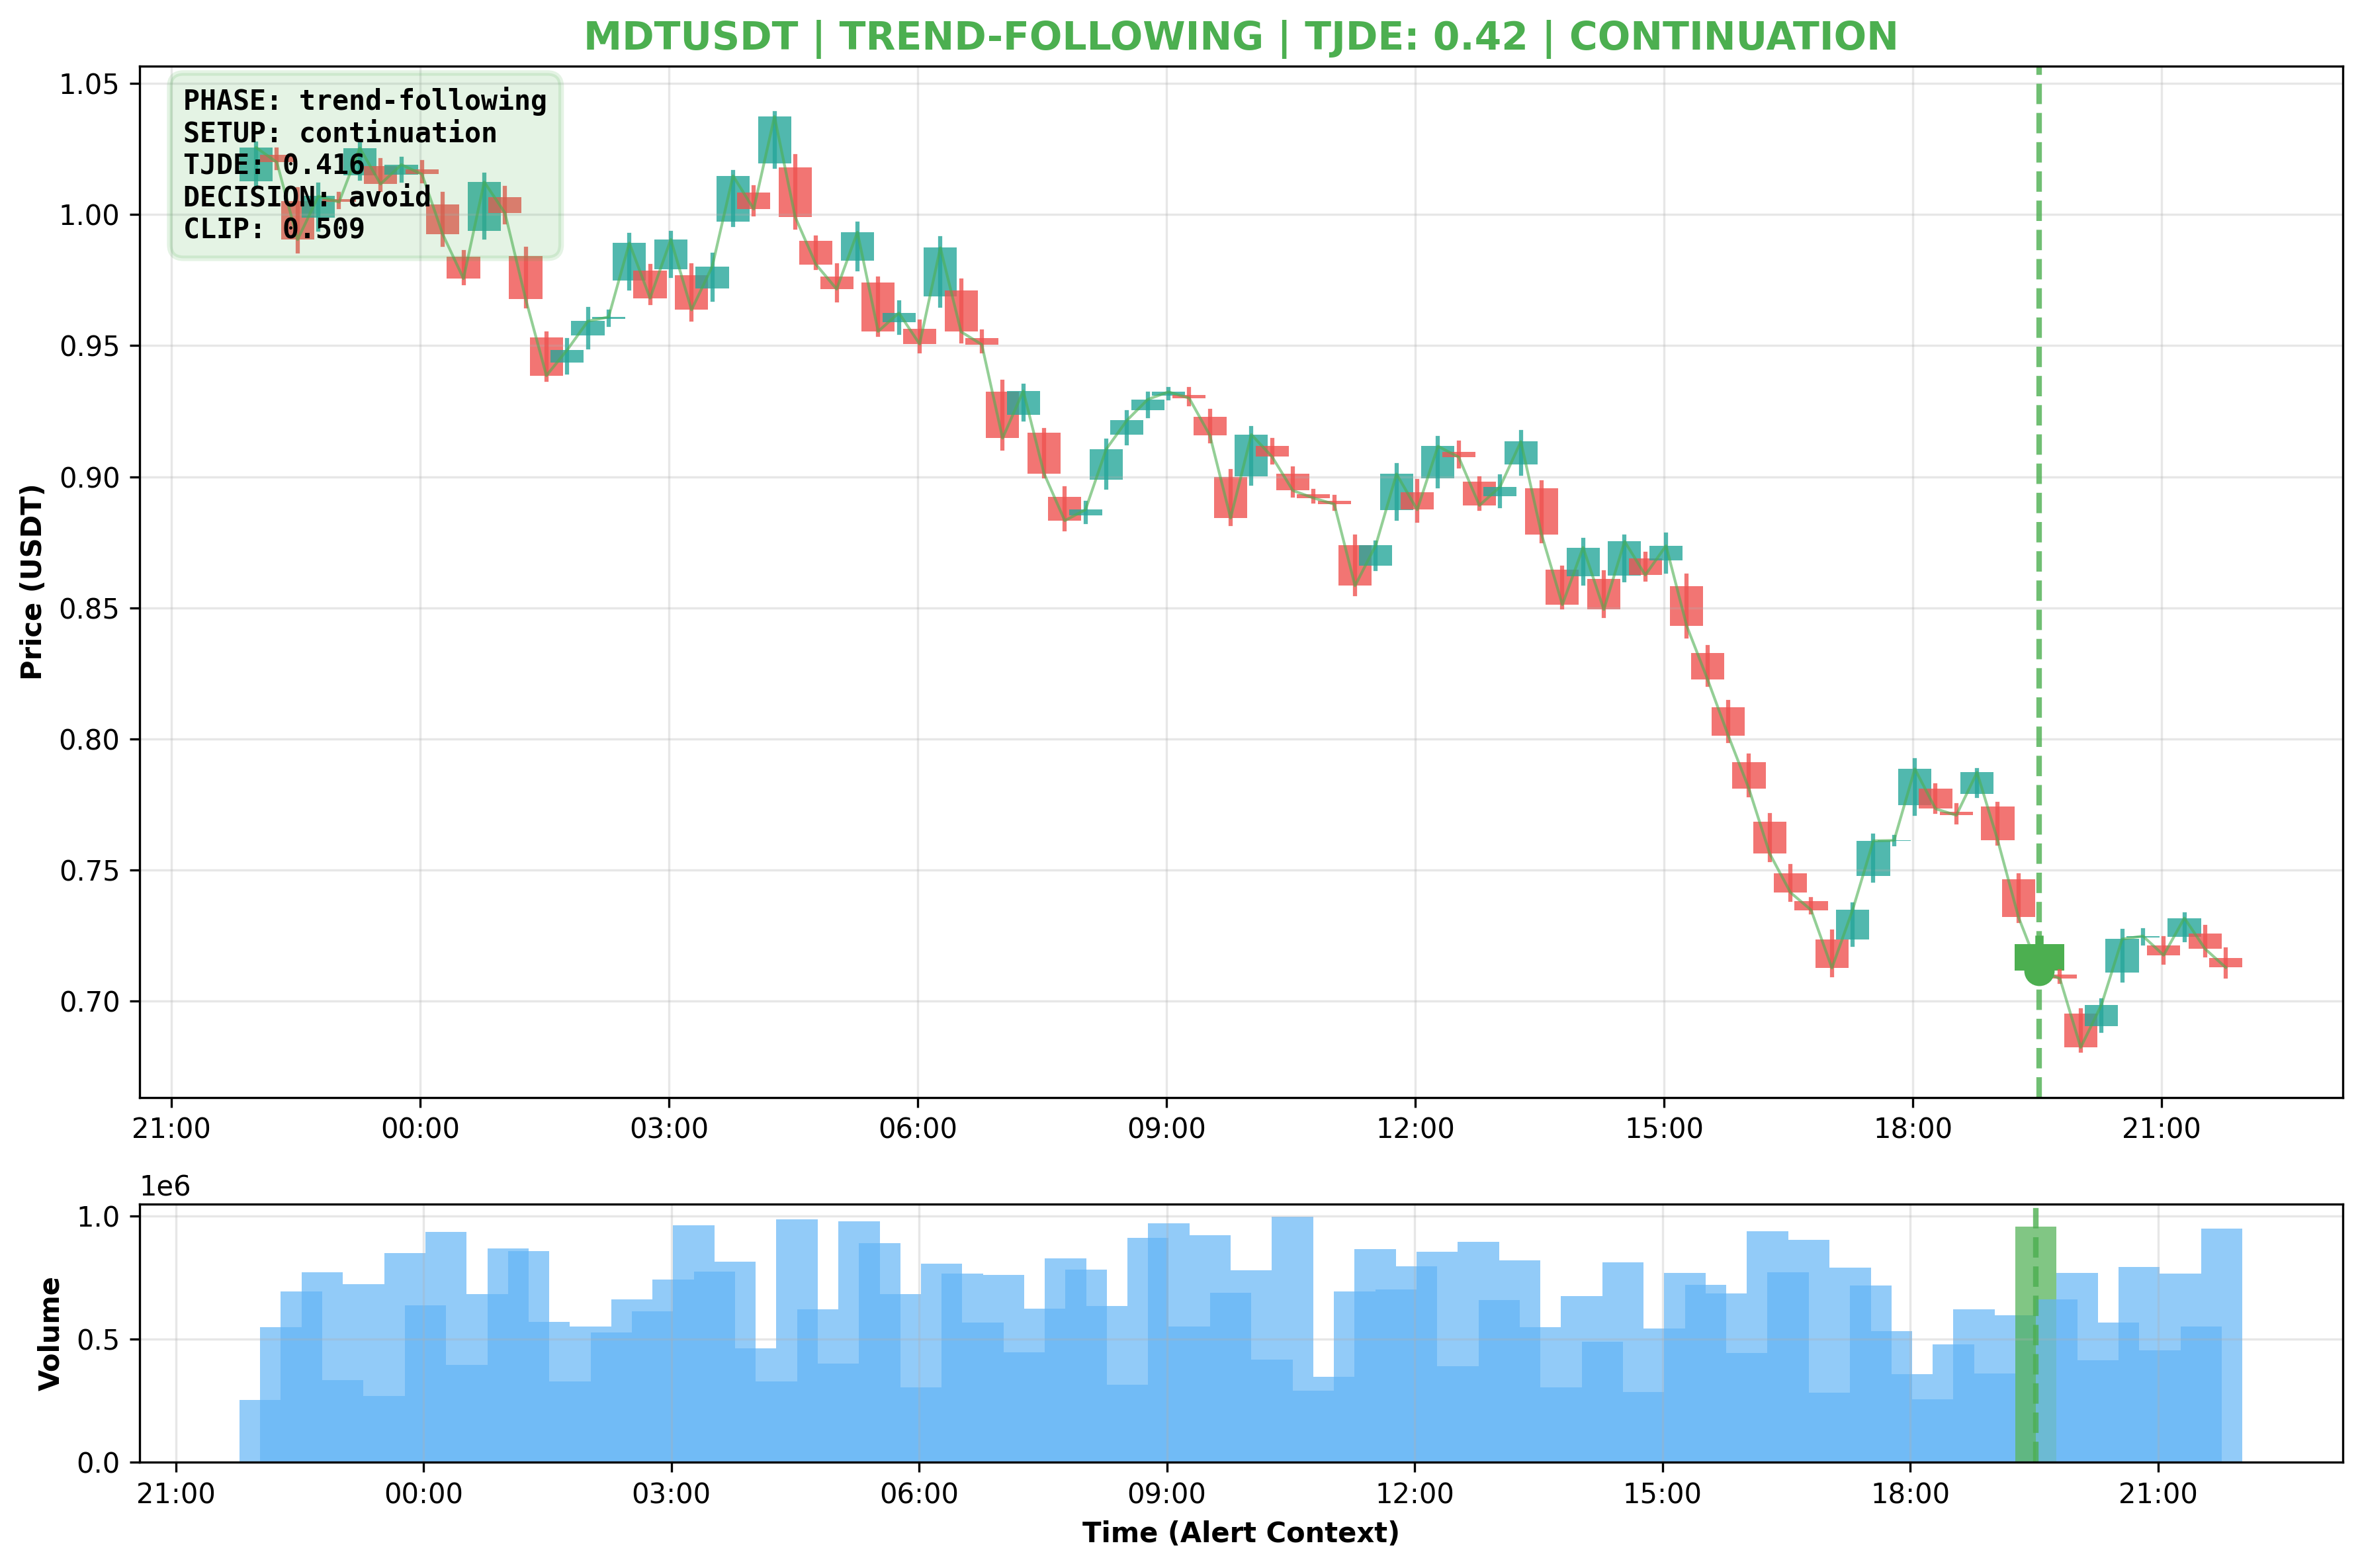 MDTUSDT | TREND-FOLLOWING | TJDE: 0.42 | CONTINUATION
PHASE: trend-following
SETUP: continuation
TJDE: 0.416
DECISION: avoid
CLIP: 0.509
Price (USDT)
1.05
1.00
0.95
0.90
0.85
0.80
0.75
0.70
21:00 00:00 03:00 06:00 09:00 12:00 15:00 18:00 21:00
1e6
Volume
1.0
0.5
0.0
21:00 00:00 03:00 06:00 09:00 12:00 15:00 18:00 21:00
Time (Alert Context)